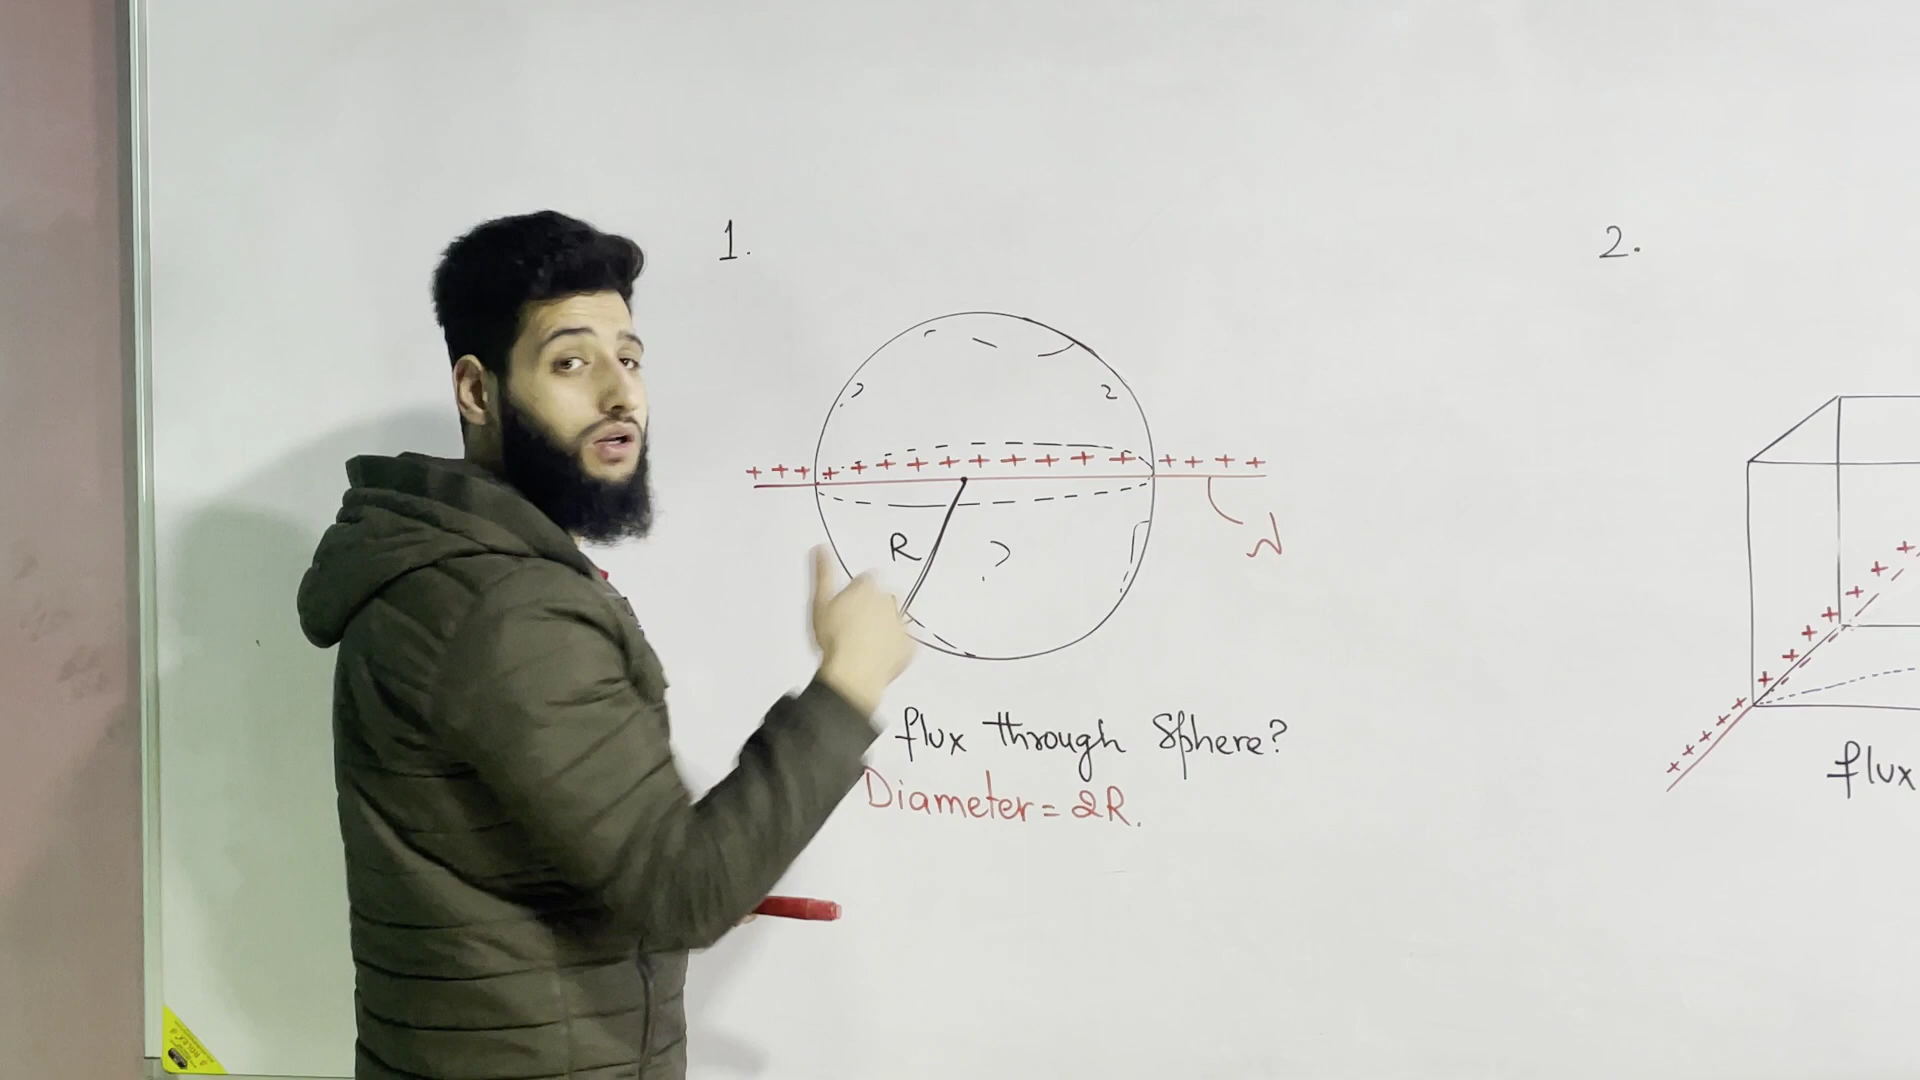 1.
2.
+ + + + + + + + + + + + + + + + +
R
?
λ
flux through Sphere?
Diameter = 2R.
+ + + + + + + + + + + +
flux